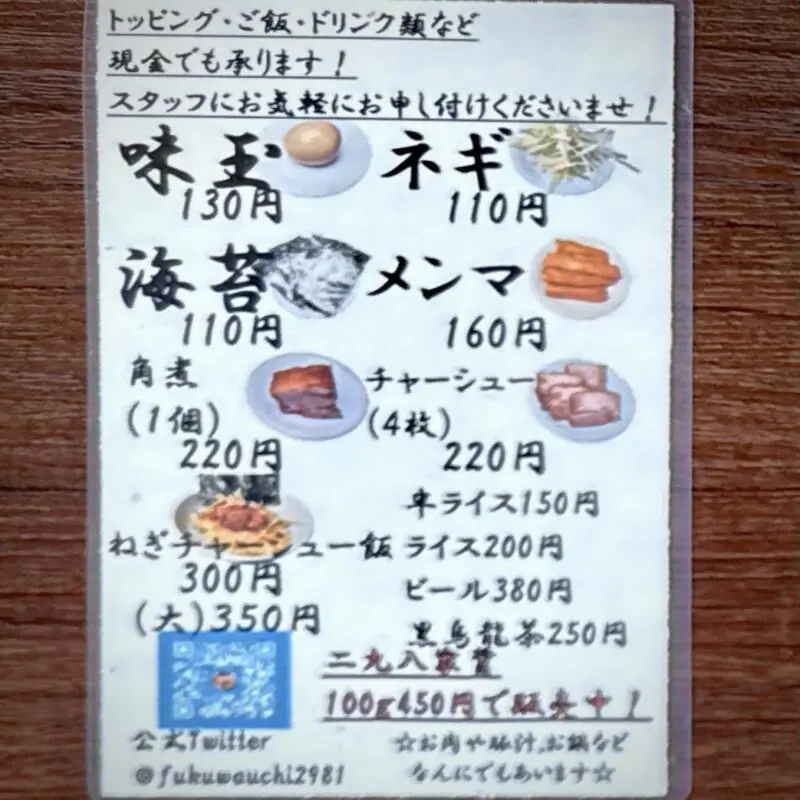 トッピング・ご飯・ドリンク類など
現金でも承ります！
スタッフにお気軽にお申し付けくださいませ！
味玉
130円
ネギ
110円
海苔
110円
メンマ
160円
角煮
(1個)
220円
チャーシュー
(4枚)
220円
ねぎチャーシュー飯
300円
(大)350円
半ライス150円
ライス200円
ビール380円
黒烏龍茶250円
二九八家
100g450円で販売中！
公式Twitter
@fukuwauchi2981
☆お肉や豚汁、お鍋など
なんにでもあいます☆